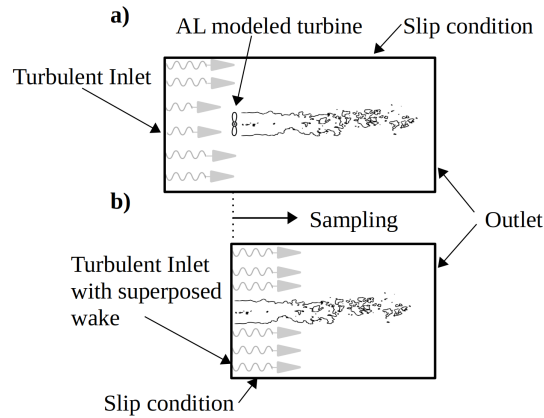 a)
AL modeled turbine
Slip condition
Turbulent Inlet
b)
Sampling
Outlet
Turbulent Inlet
with superposed
wake
Slip condition